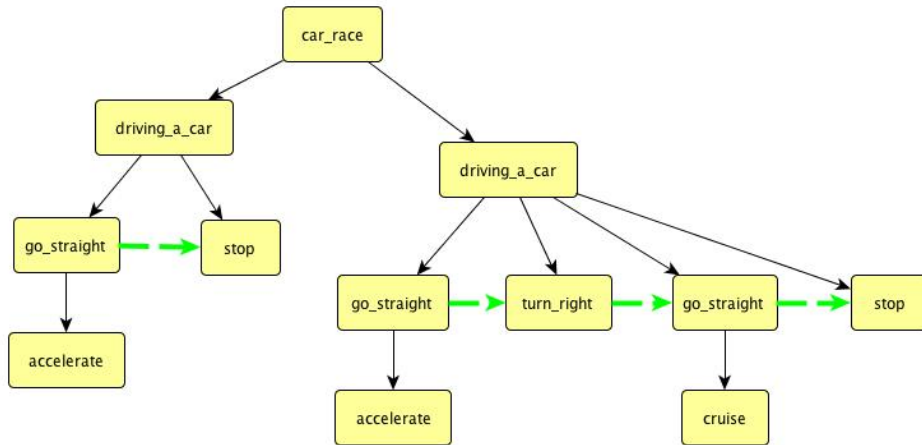 car_race
driving_a_car
driving_a_car
go_straight
stop
go_straight
turn_right
go_straight
stop
accelerate
accelerate
cruise